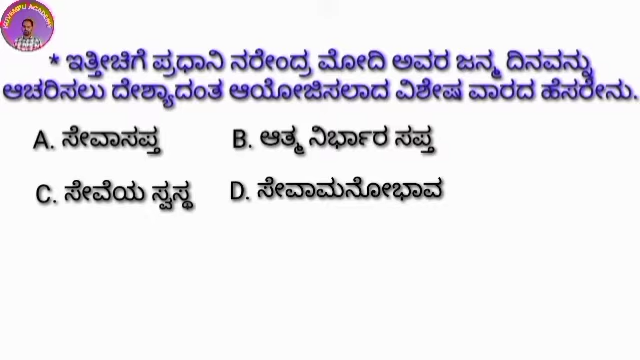 * ಇತ್ತೀಚಿಗೆ ಪ್ರಧಾನಿ ನರೇಂದ್ರ ಮೋದಿ ಅವರ ಜನ್ಮ ದಿನವನ್ನು
ಆಚರಿಸಲು ದೇಶ್ಯಾದಂತ ಆಯೋಜಿಸಲಾದ ವಿಶೇಷ ವಾರದ ಹೆಸರೇನು.
A. ಸೇವಾಸಪ್ತ B. ಆತ್ಮ ನಿರ್ಭಾರ ಸಪ್ತ
C. ಸೇವೆಯ ಸ್ವಸ್ಥ D. ಸೇವಾಮನೋಭಾವ